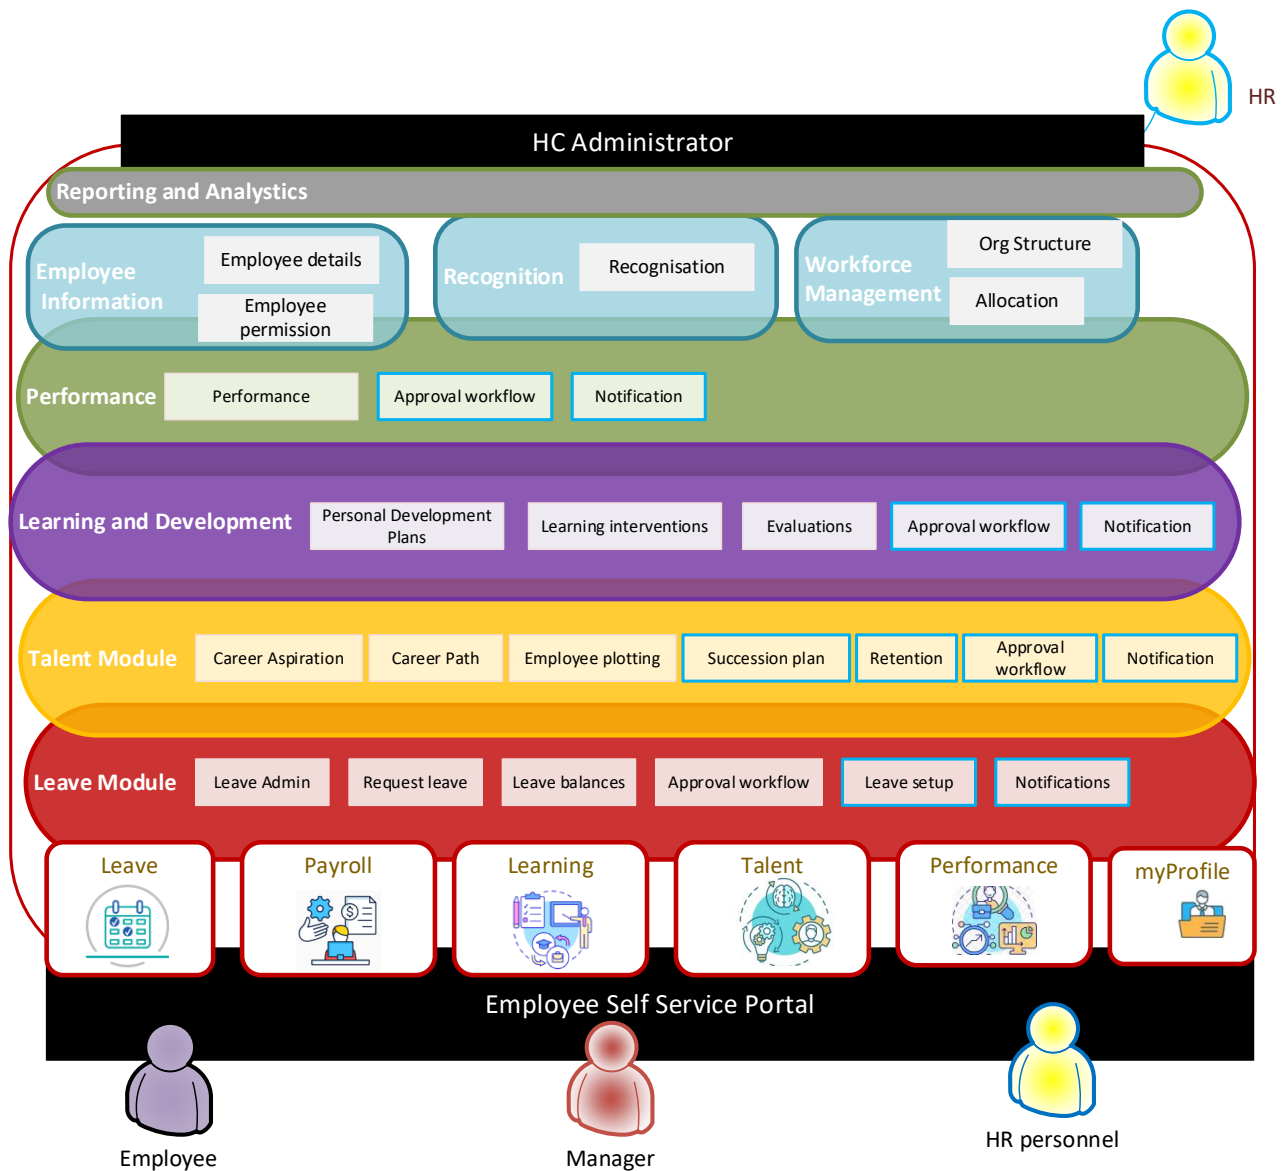 HR
HC Administrator
Reporting and Analystics
Employee
Information
Employee details
Employee
permission
Recognition
Recognisation
Workforce
Management
Org Structure
Allocation
Performance
Performance
Approval workflow
Notification
Learning and Development
Personal Development
Plans
Learning interventions
Evaluations
Approval workflow
Notification
Talent Module
Career Aspiration
Career Path
Employee plotting
Succession plan
Retention
Approval
workflow
Notification
Leave Module
Leave Admin
Request leave
Leave balances
Approval workflow
Leave setup
Notifications
Leave
Payroll
Learning
Talent
Performance
myProfile
Employee Self Service Portal
Employee
Manager
HR personnel